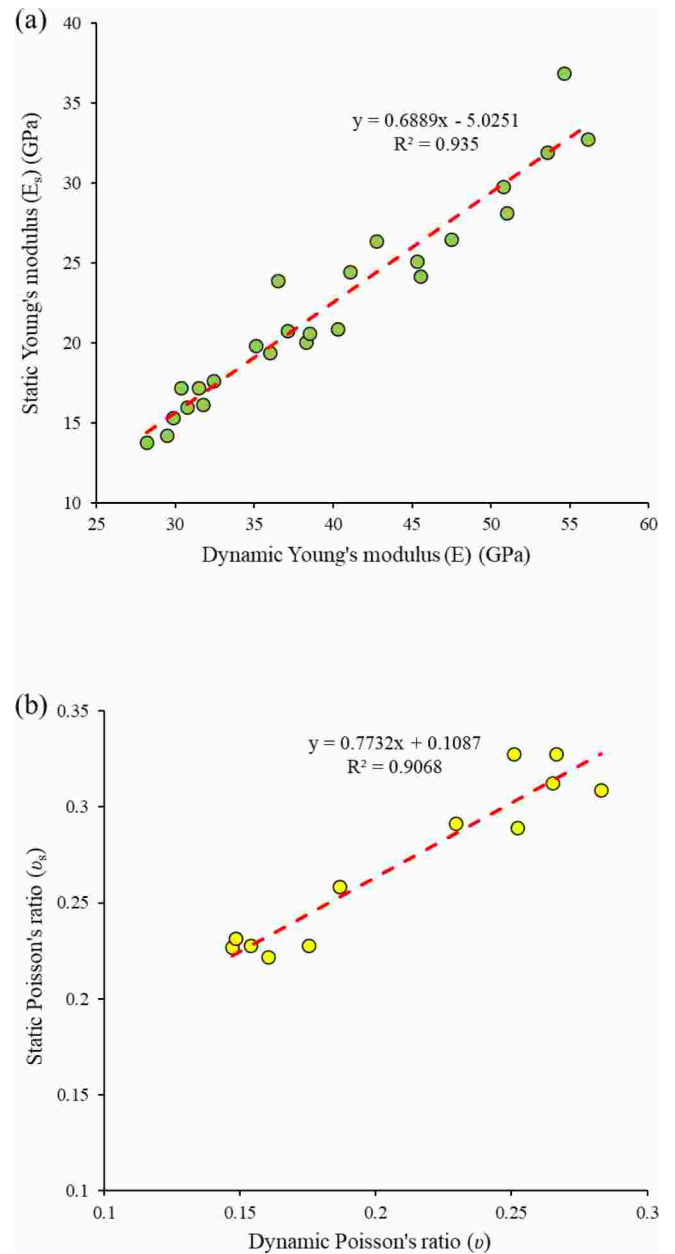 (a)
40
35
30
25
20
15
10
y = 0.6889x - 5.0251
R² = 0.935
Static Young's modulus (Eₛ) (GPa)
25 30 35 40 45 50 55 60
Dynamic Young's modulus (E) (GPa)
(b)
0.35
0.3
0.25
0.2
0.15
0.1
y = 0.7732x + 0.1087
R² = 0.9068
Static Poisson's ratio (υₛ)
0.1 0.15 0.2 0.25 0.3
Dynamic Poisson's ratio (υ)